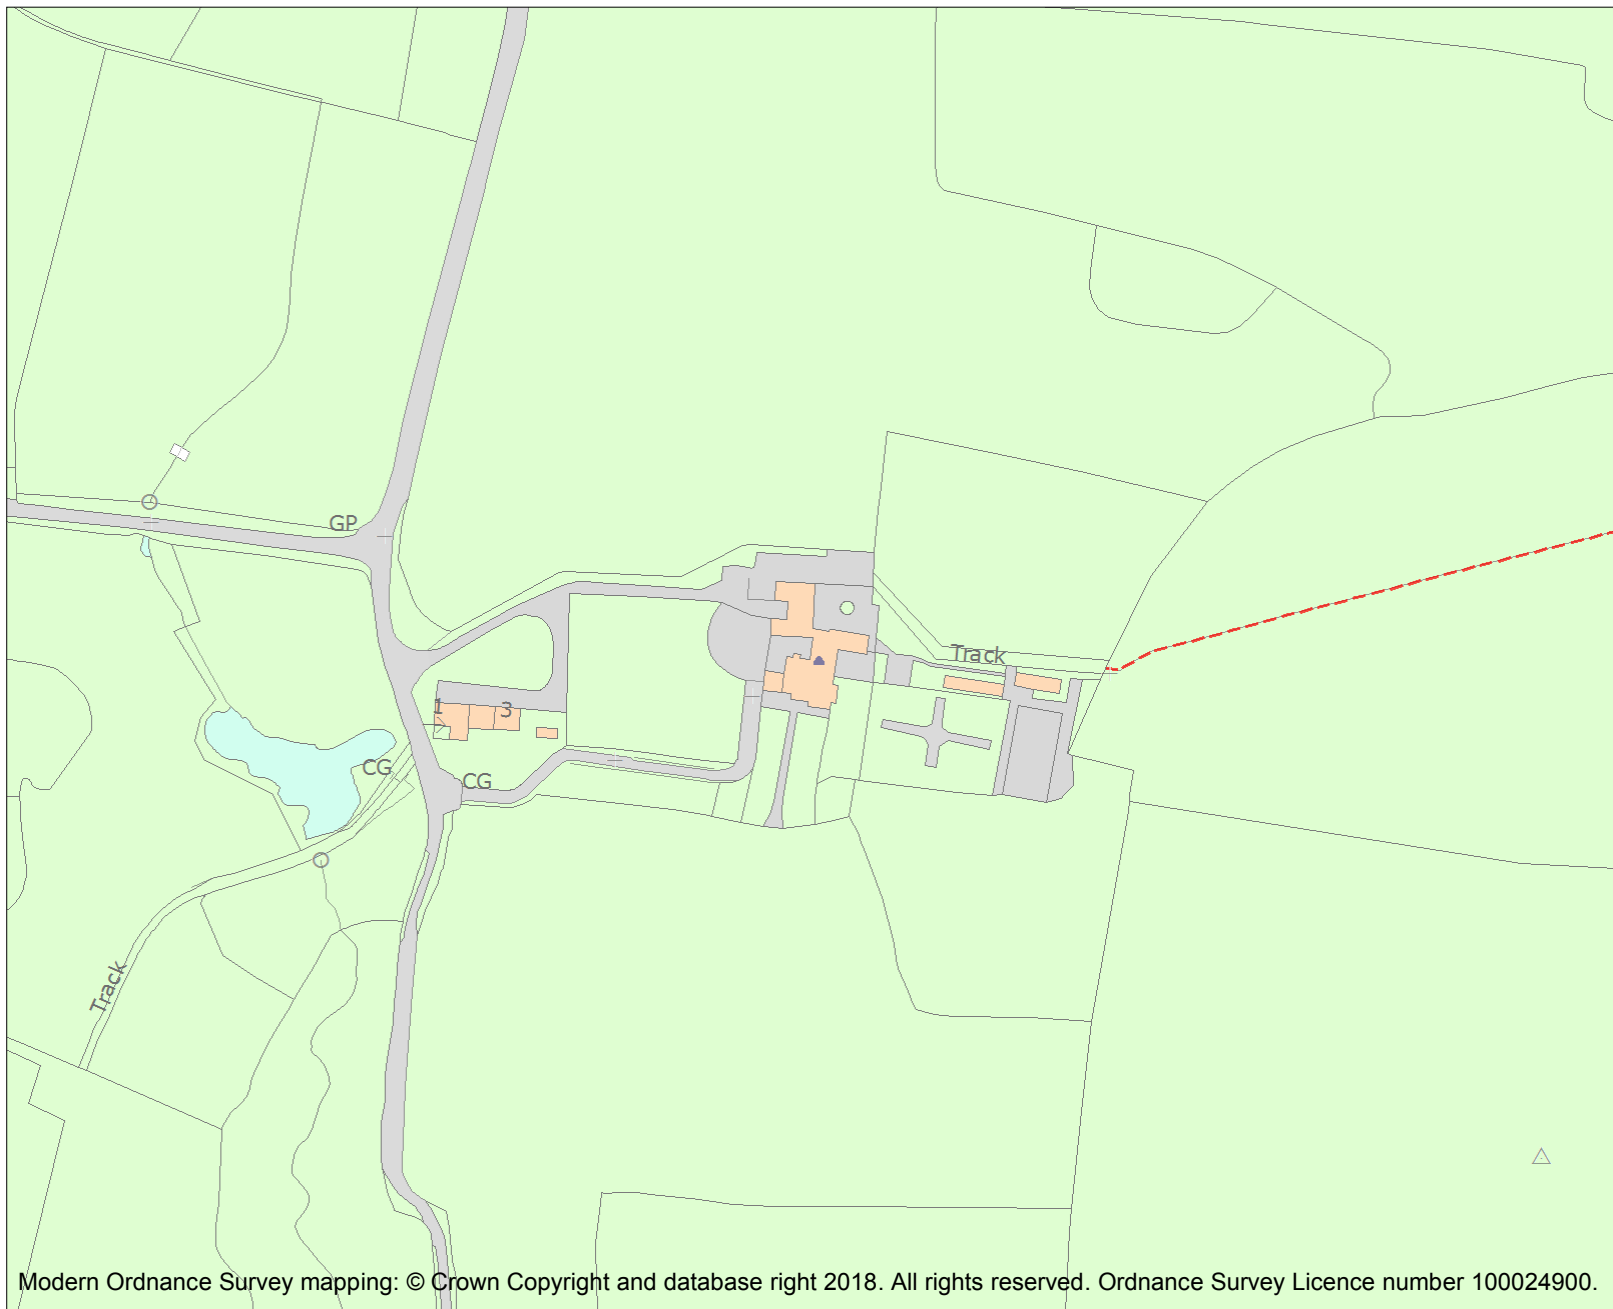 GP
Track
1
3
CG
CG
Track
Modern Ordnance Survey mapping: © Crown Copyright and database right 2018. All rights reserved. Ordnance Survey Licence number 100024900.